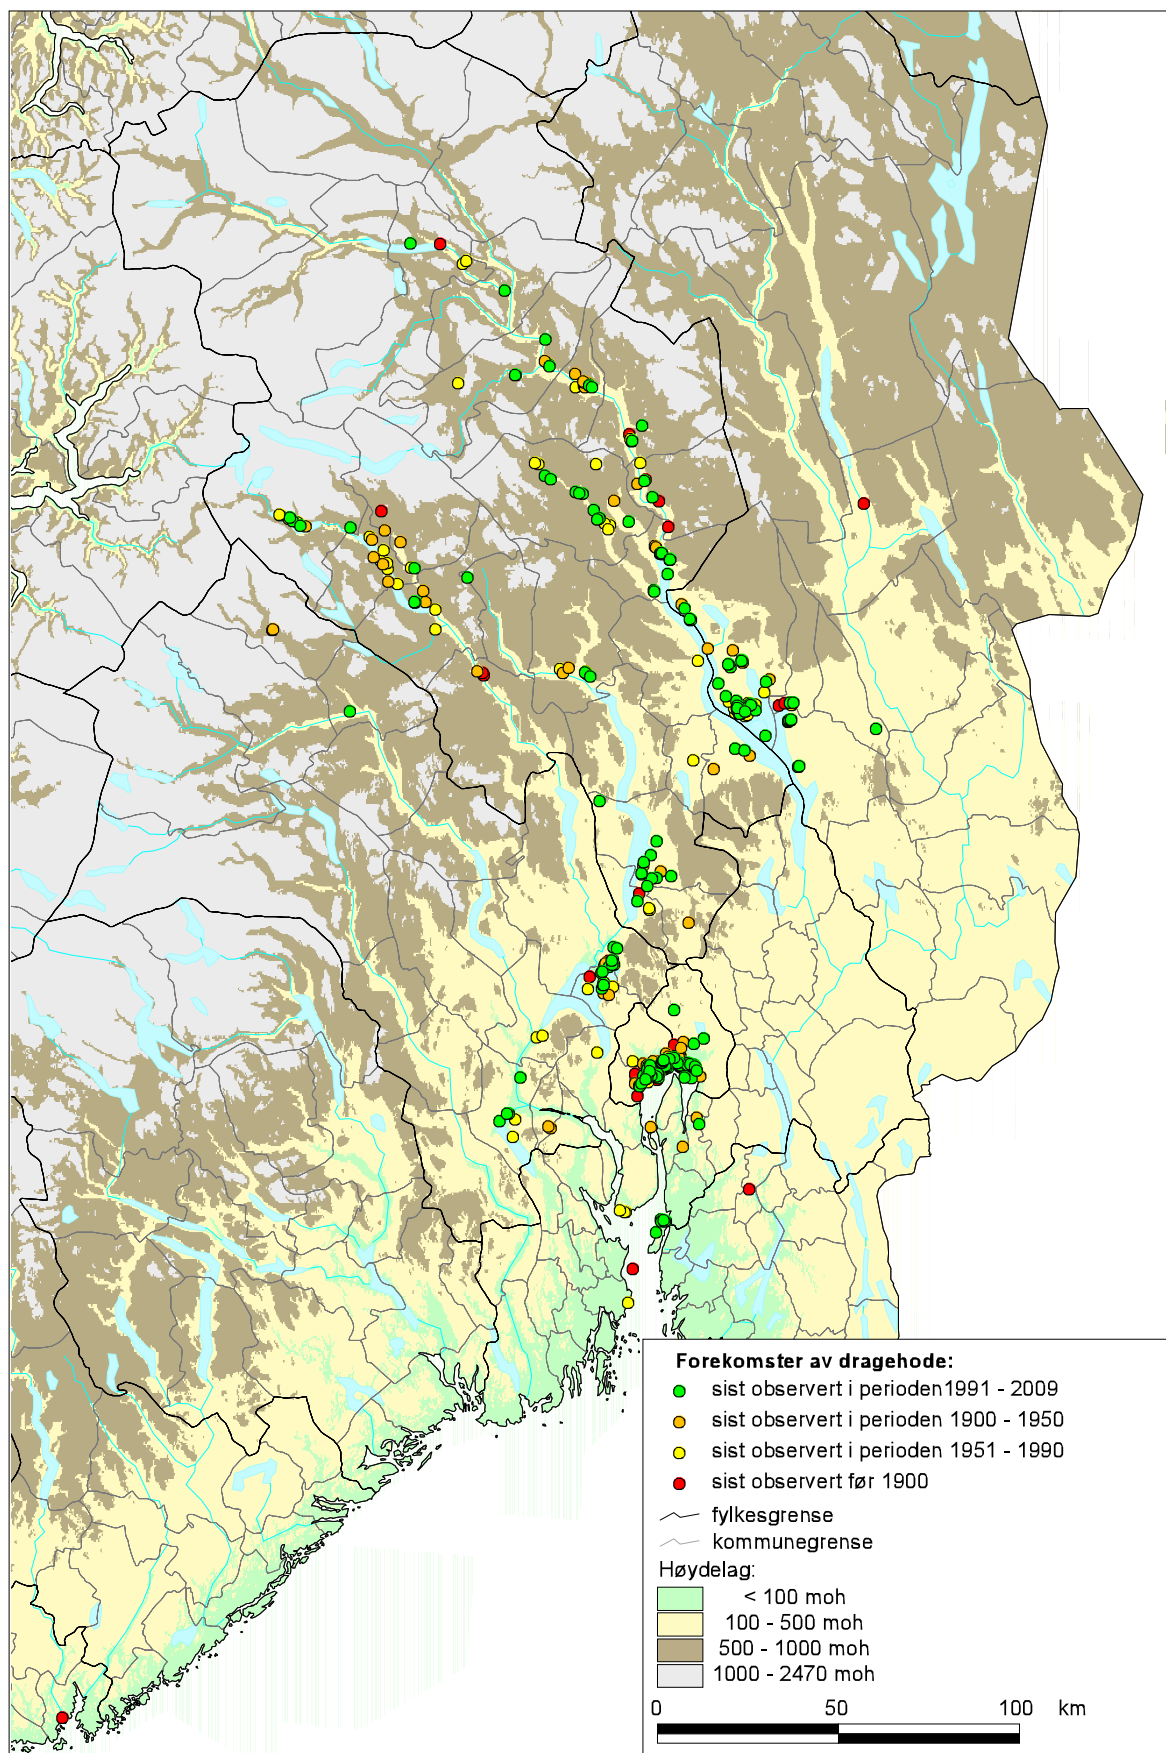 Forekomster av dragehode:
sist observert i perioden1991 - 2009
sist observert i perioden 1900 - 1950
sist observert i perioden 1951 - 1990
sist observert før 1900
fylkesgrense
kommunegrense
Høydelag:
< 100 moh
100 - 500 moh
500 - 1000 moh
1000 - 2470 moh
0 50 100 km